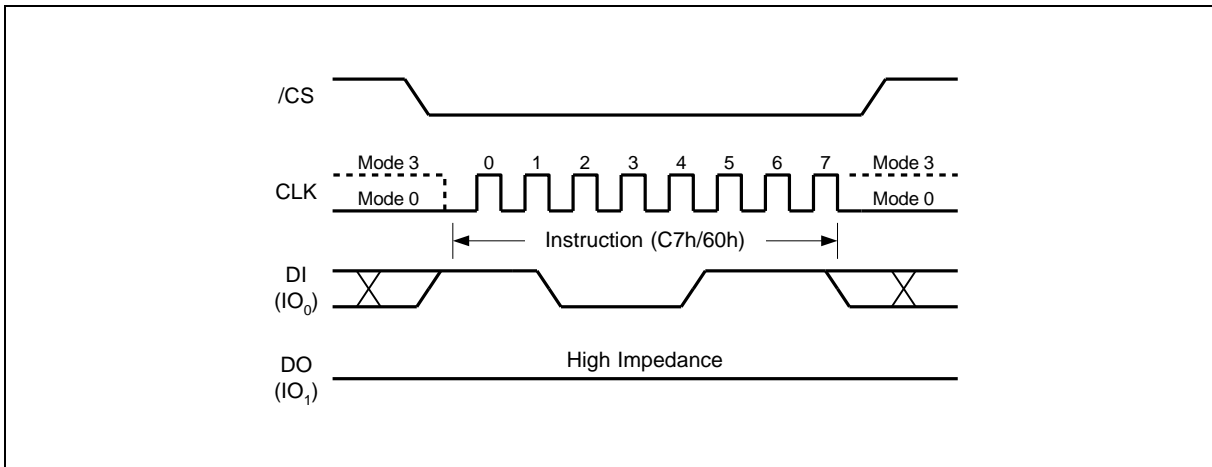 /CS
CLK
Mode 3
Mode 0
0 1 2 3 4 5 6 7
Mode 3
Mode 0
Instruction (C7h/60h)
DI
(IO₀)
DO
(IO₁)
High Impedance